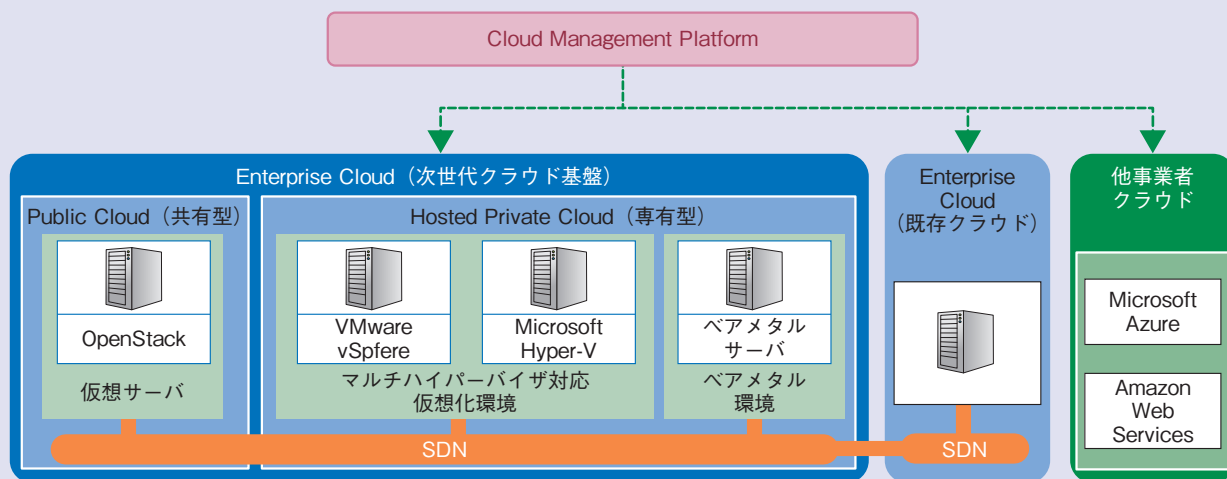 Cloud Management Platform
Enterprise Cloud（次世代クラウド基盤）
Public Cloud（共有型）
OpenStack
仮想サーバ
Hosted Private Cloud（専有型）
VMware
vSpfere
Microsoft
Hyper-V
マルチハイパーバイザ対応
仮想化環境
ベアメタル
サーバ
ベアメタル
環境
SDN
Enterprise
Cloud
（既存クラウド）
SDN
他事業者
クラウド
Microsoft
Azure
Amazon
Web
Services